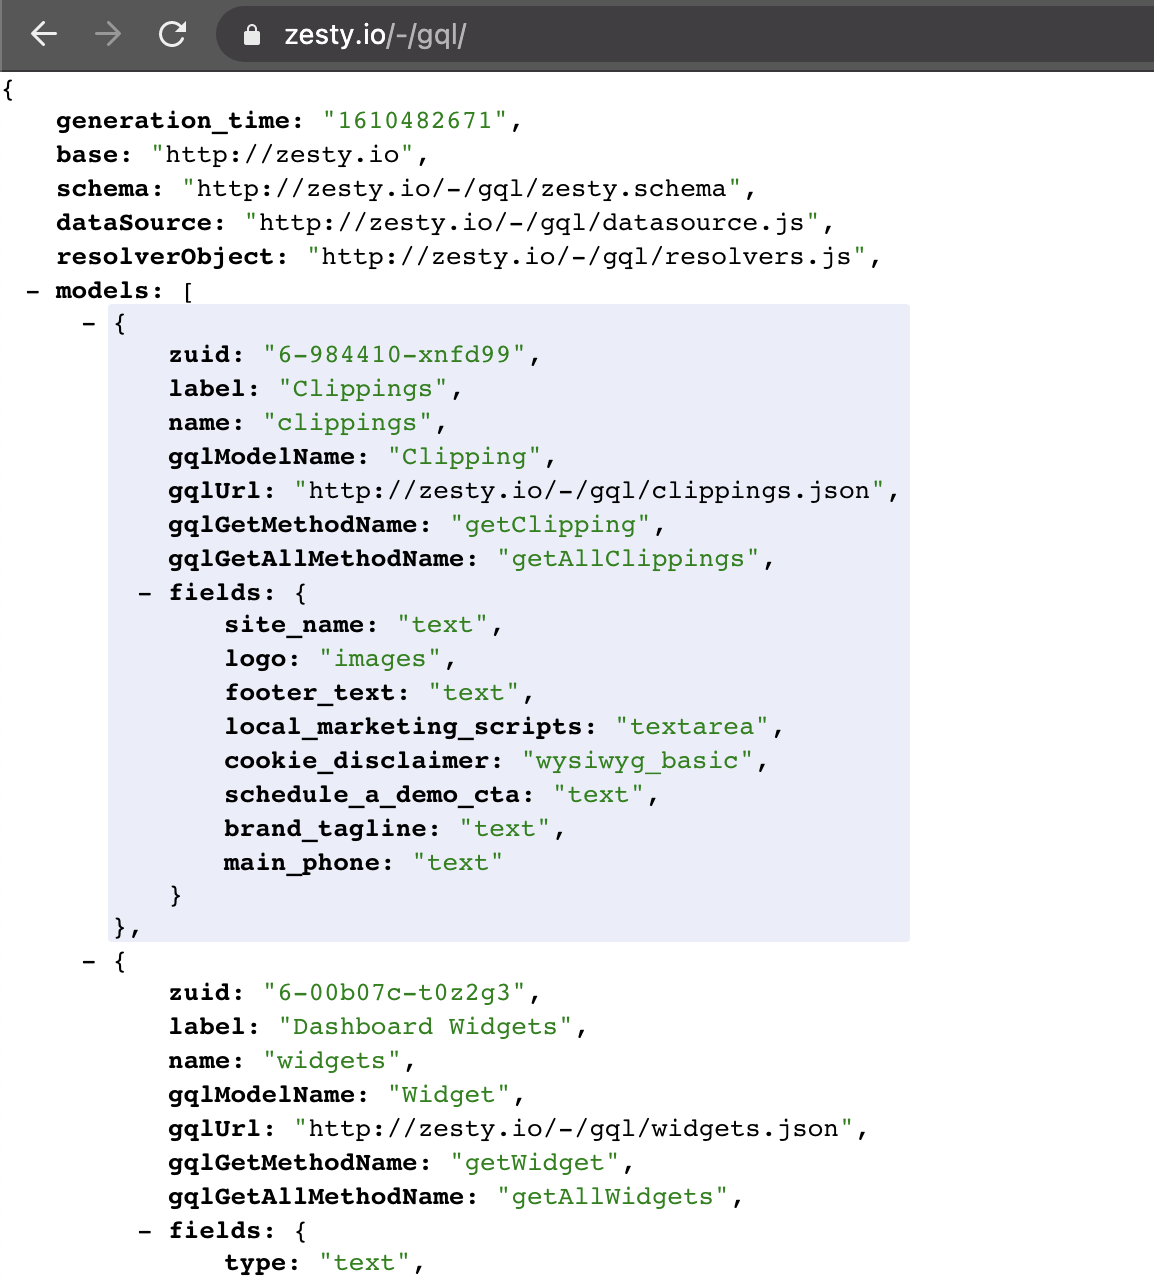 zesty.io/-/gql/
{
generation_time: "1610482671",
base: "http://zesty.io",
schema: "http://zesty.io/-/gql/zesty.schema",
dataSource: "http://zesty.io/-/gql/datasource.js",
resolverObject: "http://zesty.io/-/gql/resolvers.js",
- models: [
- {
zuid: "6-984410-xnfd99",
label: "Clippings",
name: "clippings",
gqlModelName: "Clipping",
gqlUrl: "http://zesty.io/-/gql/clippings.json",
gqlGetMethodName: "getClipping",
gqlGetAllMethodName: "getAllClippings",
- fields: {
site_name: "text",
logo: "images",
footer_text: "text",
local_marketing_scripts: "textarea",
cookie_disclaimer: "wysiwyg_basic",
schedule_a_demo_cta: "text",
brand_tagline: "text",
main_phone: "text"
}
},
- {
zuid: "6-00b07c-t0z2g3",
label: "Dashboard Widgets",
name: "widgets",
gqlModelName: "Widget",
gqlUrl: "http://zesty.io/-/gql/widgets.json",
gqlGetMethodName: "getWidget",
gqlGetAllMethodName: "getAllWidgets",
- fields: {
type: "text",